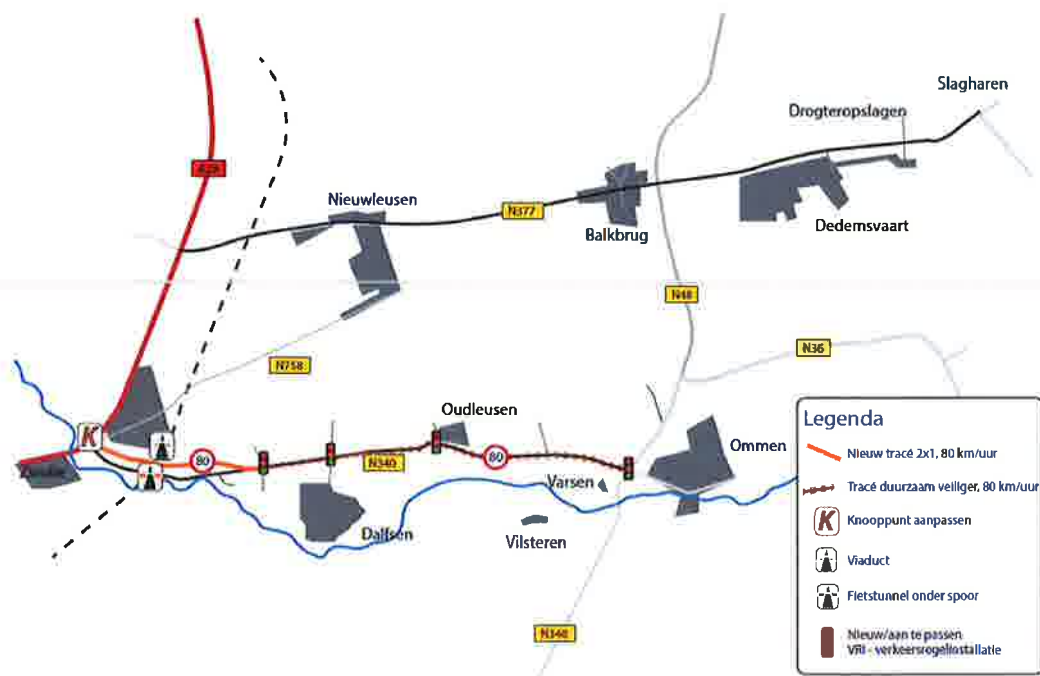 Slagharen
Drogteropslagen
A28
Nieuwleusen
N377
Balkbrug
Dedemsvaart
N48
N36
N758
Oudleusen
Ommen
80
N340
80
Varsen
Dalfsen
Vilsteren
N348
Legenda
Nieuw tracé 2x1, 80 km/uur
Tracé duurzaam veiliger, 80 km/uur
K
Knooppunt aanpassen
Viaduct
Fietstunnel onder spoor
Nieuw/aan te passen
VRI - verkeersregelinstallatie
K